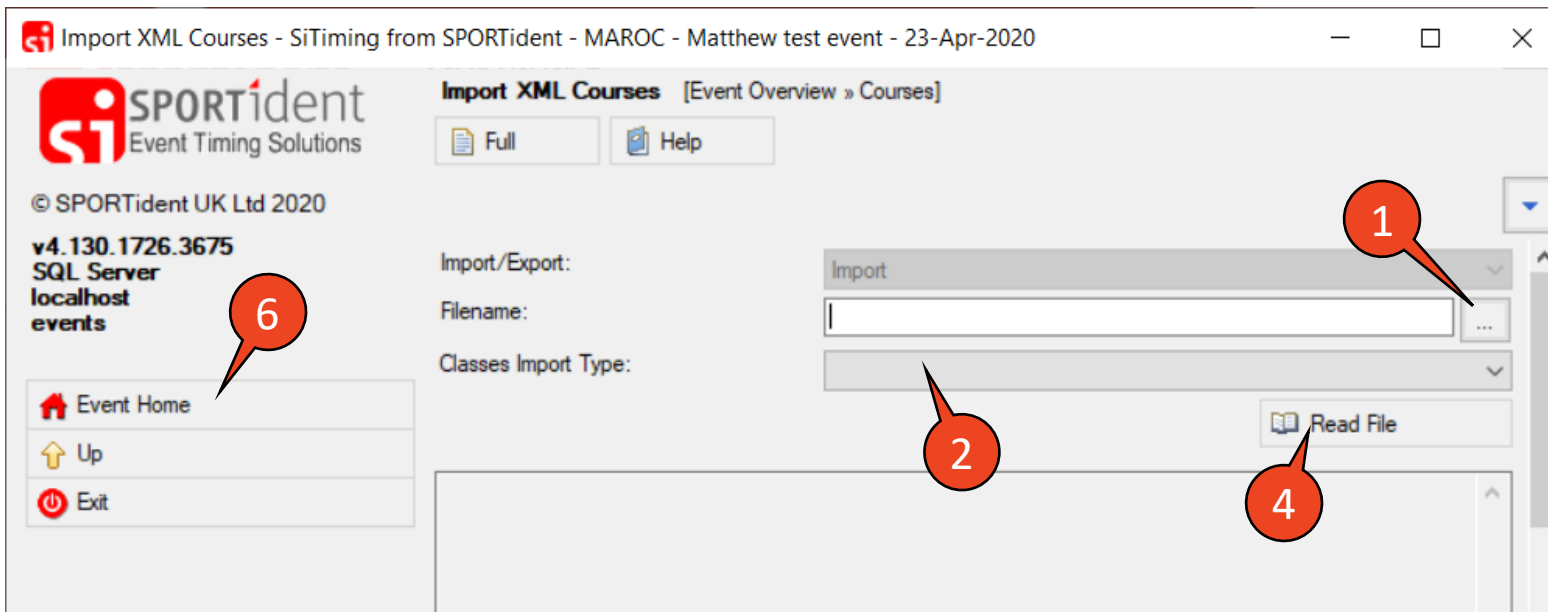 Import XML Courses - SiTiming from SPORTident - MAROC - Matthew test event - 23-Apr-2020
si
SPORTident
Event Timing Solutions
Import XML Courses [Event Overview » Courses]
Full
Help
© SPORTident UK Ltd 2020
v4.130.1726.3675
SQL Server
localhost
events
1
Import/Export:
Import
6
Filename:
...
Classes Import Type:
2
Event Home
Read File
Up
4
Exit